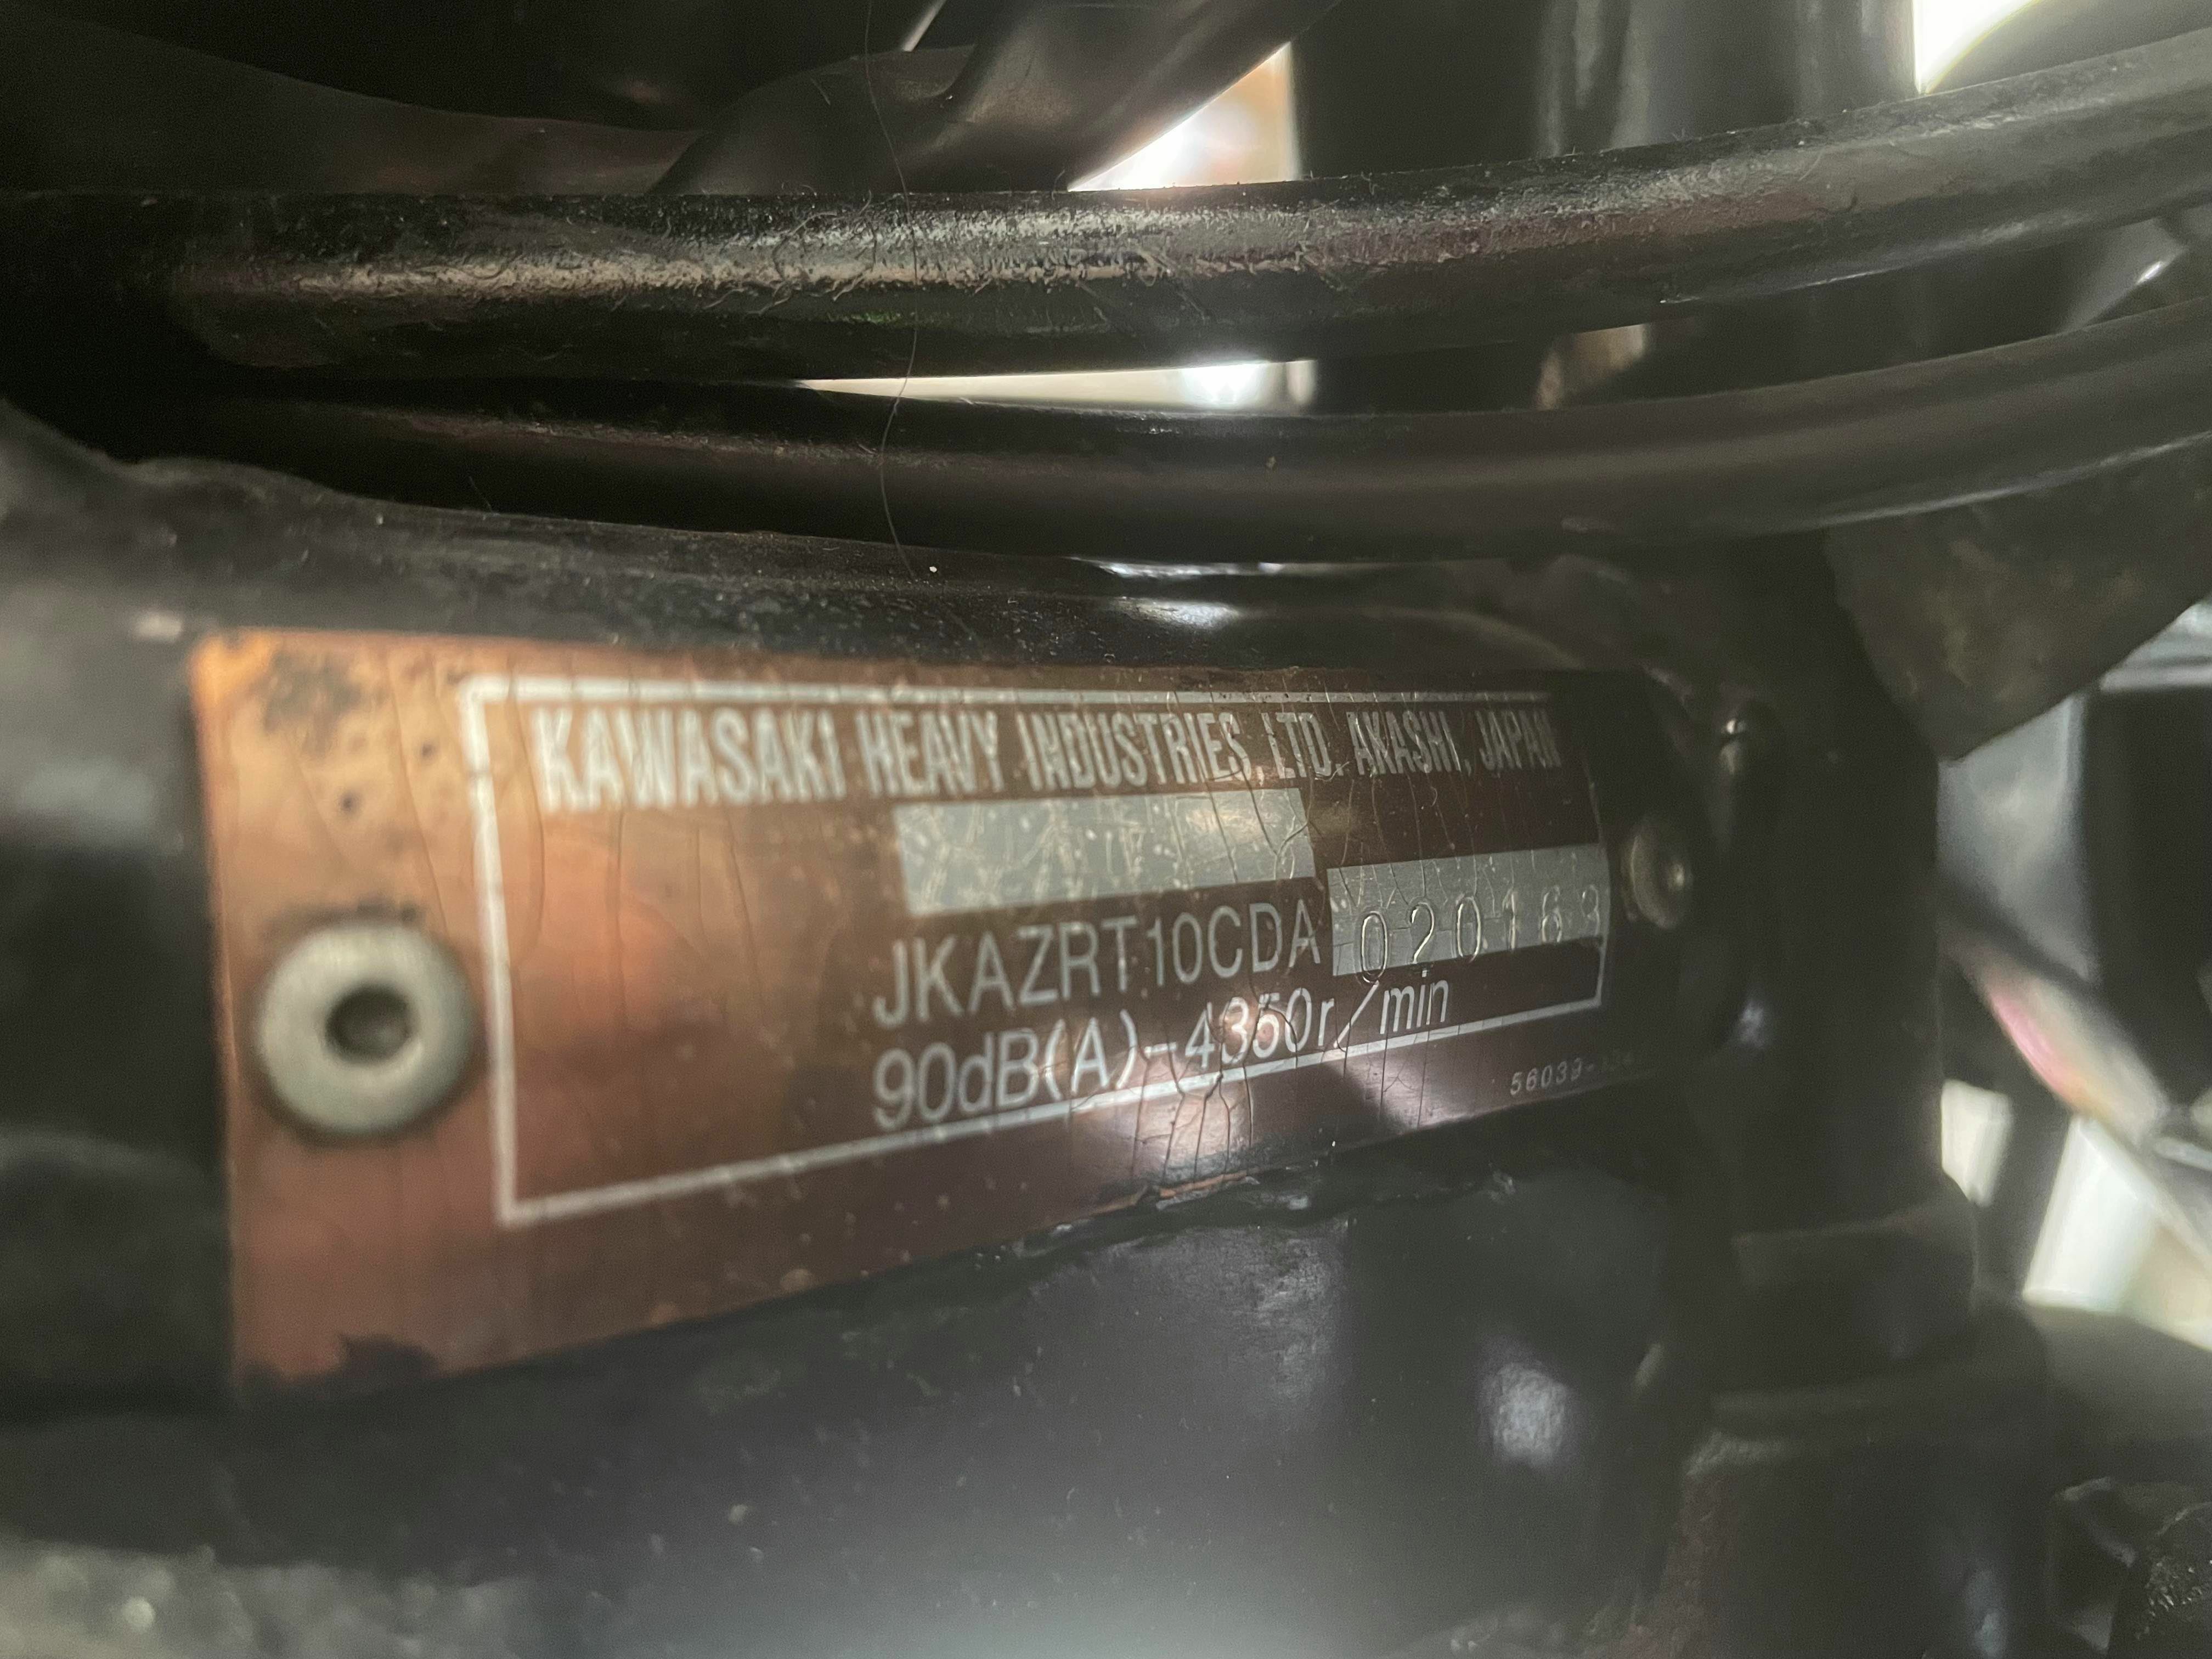 KAWASAKI HEAVY INDUSTRIES, LTD. AKASHI, JAPAN
JKAZRT10CDA 020163
90dB(A)-4350r/min